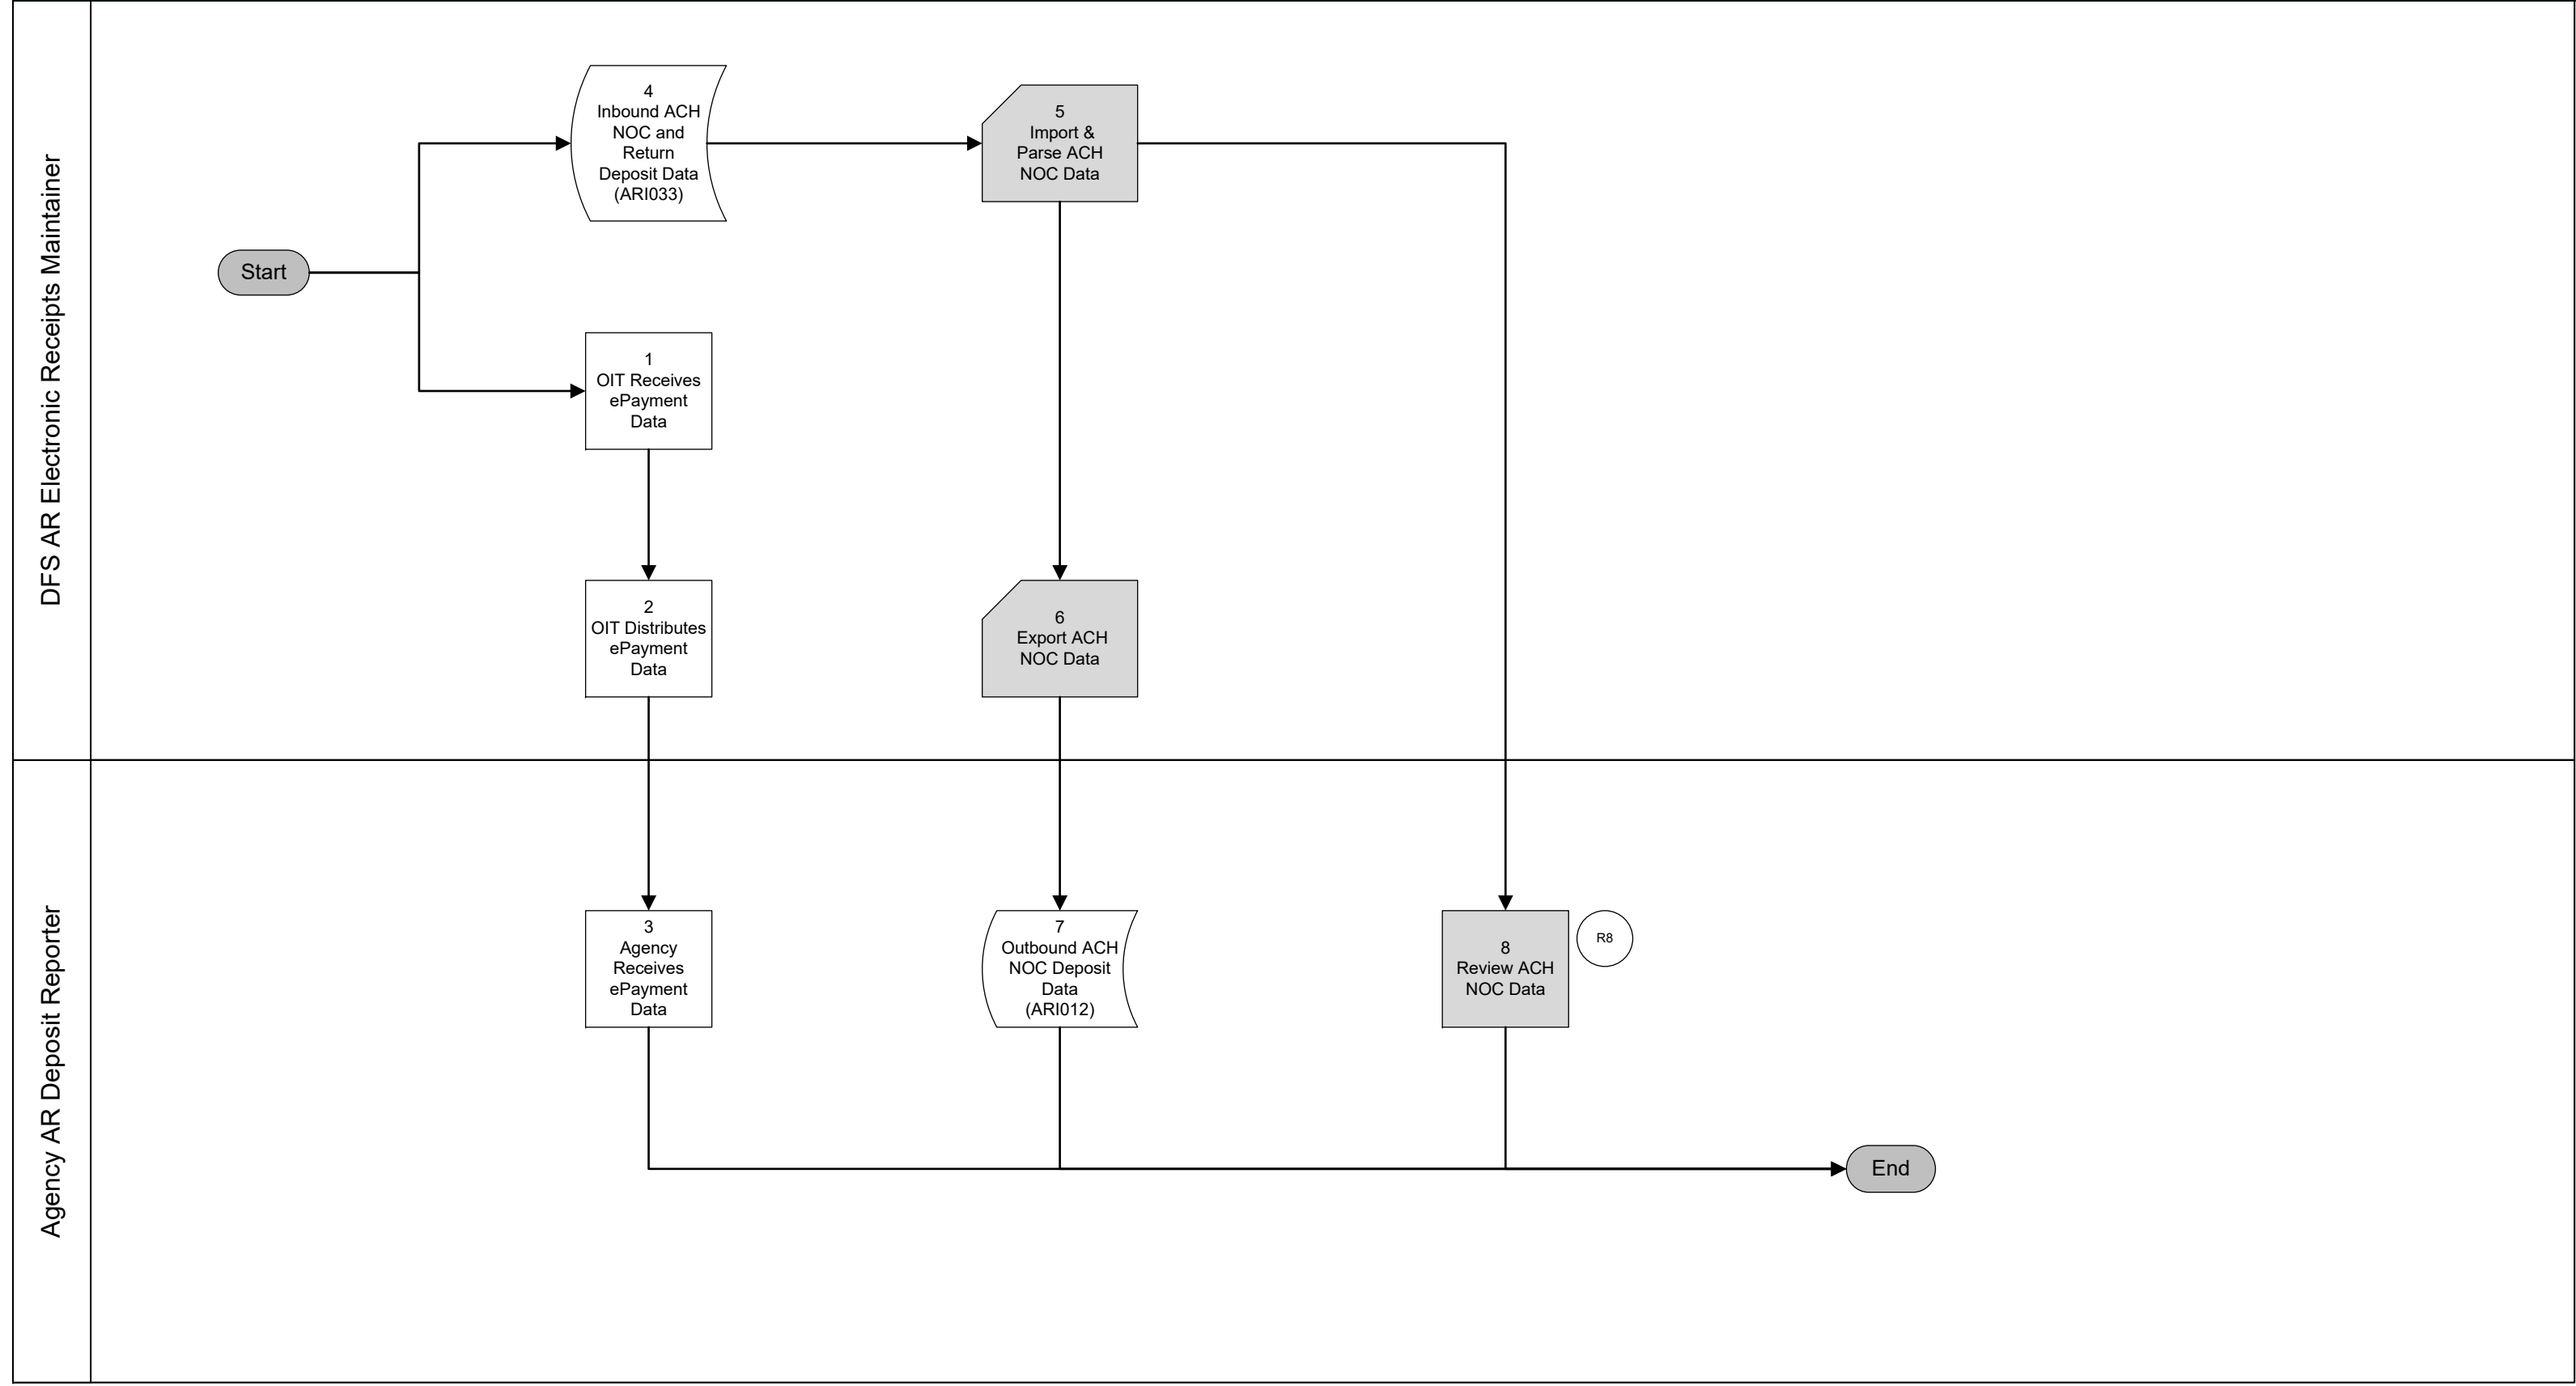 DFS AR Electronic Receipts Maintainer
Start
4
Inbound ACH
NOC and
Return
Deposit Data
(ARI033)
5
Import &
Parse ACH
NOC Data
1
OIT Receives
ePayment
Data
2
OIT Distributes
ePayment
Data
6
Export ACH
NOC Data
Agency AR Deposit Reporter
3
Agency
Receives
ePayment
Data
7
Outbound ACH
NOC Deposit
Data
(ARI012)
8
Review ACH
NOC Data
R8
End